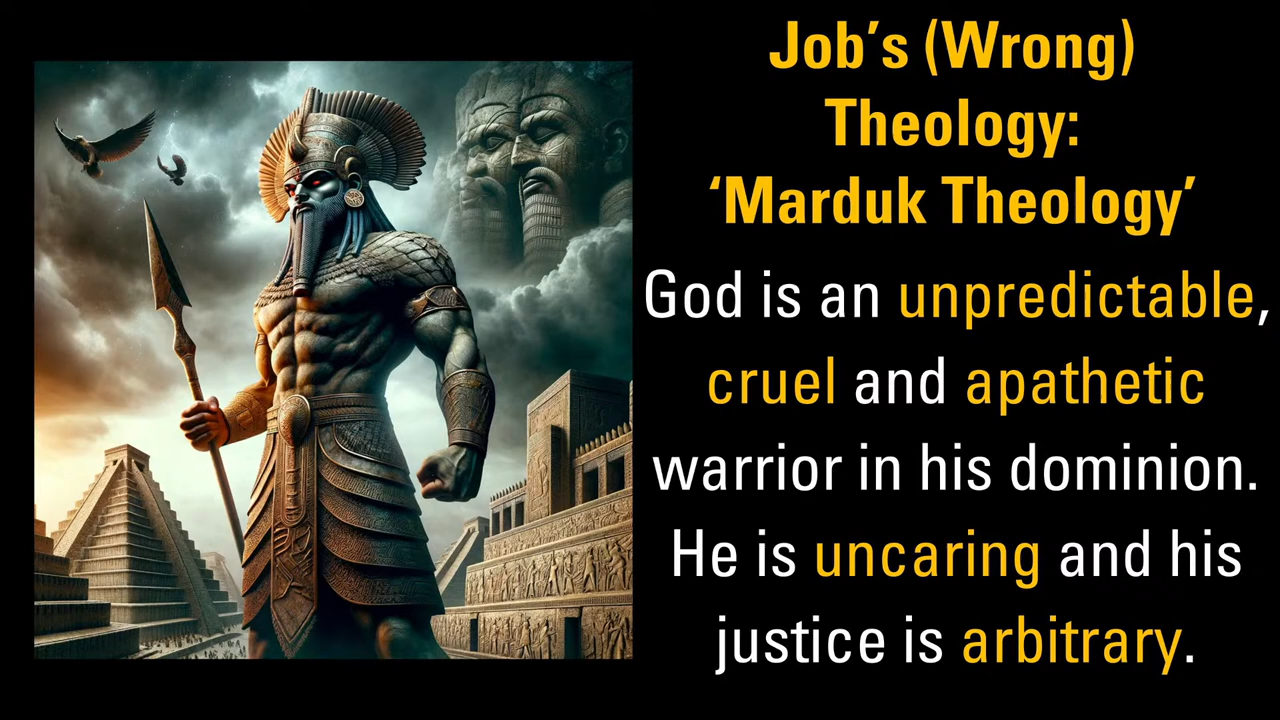 Job’s (Wrong)
Theology:
‘Marduk Theology’
God is an unpredictable,
cruel and apathetic
warrior in his dominion.
He is uncaring and his
justice is arbitrary.